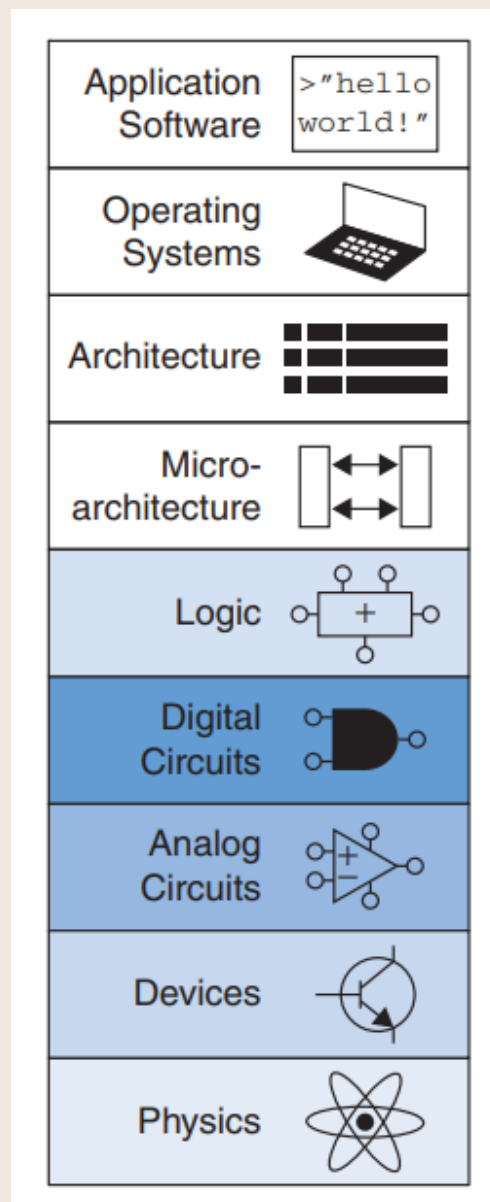 Application
Software
>"hello
world!"
Operating
Systems
Architecture
Micro-
architecture
Logic
+
Digital
Circuits
Analog
Circuits
+
−
Devices
Physics